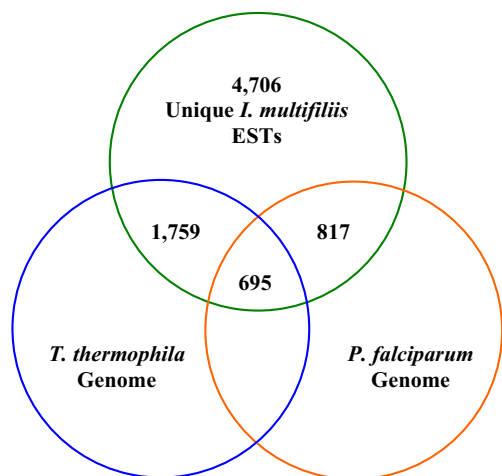 4,706
Unique I. multifiliis
ESTs
1,759
817
695
T. thermophila
Genome
P. falciparum
Genome